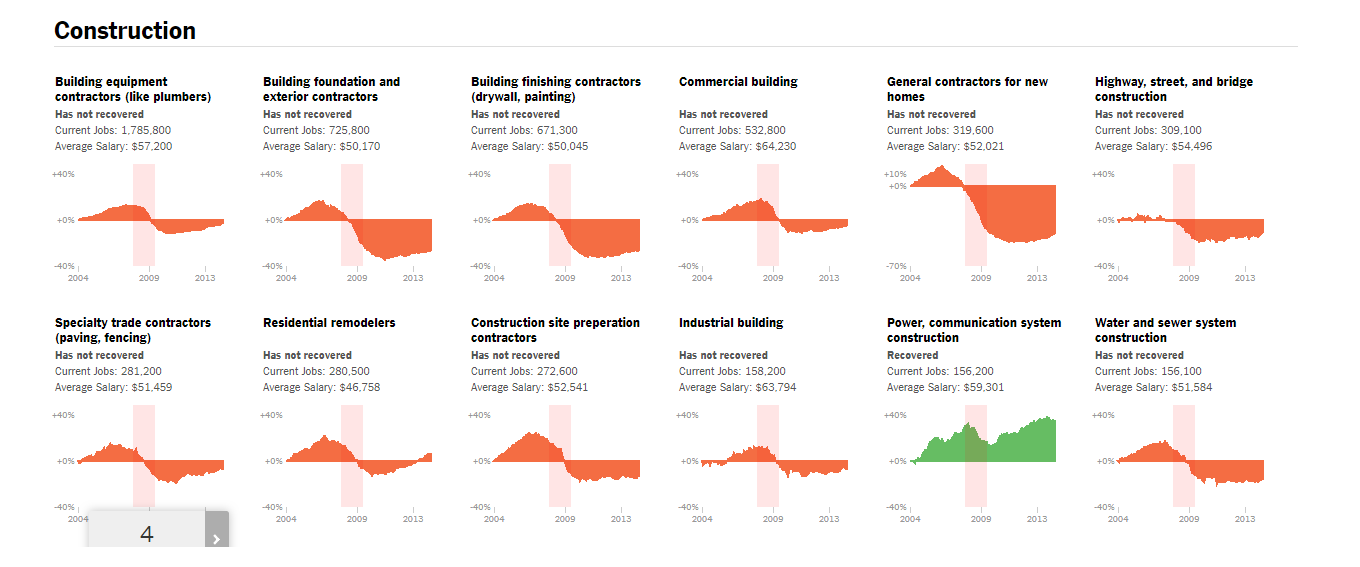 Construction
Building equipment
contractors (like plumbers)
Has not recovered
Current Jobs: 1,785,800
Average Salary: $57,200
+40%
+0%
-40%
2004 2009 2013
Building foundation and
exterior contractors
Has not recovered
Current Jobs: 725,800
Average Salary: $50,170
+40%
+0%
-40%
2004 2009 2013
Building finishing contractors
(drywall, painting)
Has not recovered
Current Jobs: 671,300
Average Salary: $50,045
+40%
+0%
-40%
2004 2009 2013
Commercial building
Has not recovered
Current Jobs: 532,800
Average Salary: $64,230
+40%
+0%
-40%
2004 2009 2013
General contractors for new
homes
Has not recovered
Current Jobs: 319,600
Average Salary: $52,021
+10%
+0%
-70%
2004 2009 2013
Highway, street, and bridge
construction
Has not recovered
Current Jobs: 309,100
Average Salary: $54,496
+40%
+0%
-40%
2004 2009 2013
Specialty trade contractors
(paving, fencing)
Has not recovered
Current Jobs: 281,200
Average Salary: $51,459
+40%
+0%
-40%
2004
4
Residential remodelers
Has not recovered
Current Jobs: 280,500
Average Salary: $46,758
+40%
+0%
-40%
2004 2009 2013
Construction site preperation
contractors
Has not recovered
Current Jobs: 272,600
Average Salary: $52,541
+40%
+0%
-40%
2004 2009 2013
Industrial building
Has not recovered
Current Jobs: 158,200
Average Salary: $63,794
+40%
+0%
-40%
2004 2009 2013
Power, communication system
construction
Recovered
Current Jobs: 156,200
Average Salary: $59,301
+40%
+0%
-40%
2004 2009 2013
Water and sewer system
construction
Has not recovered
Current Jobs: 156,100
Average Salary: $51,584
+40%
+0%
-40%
2004 2009 2013